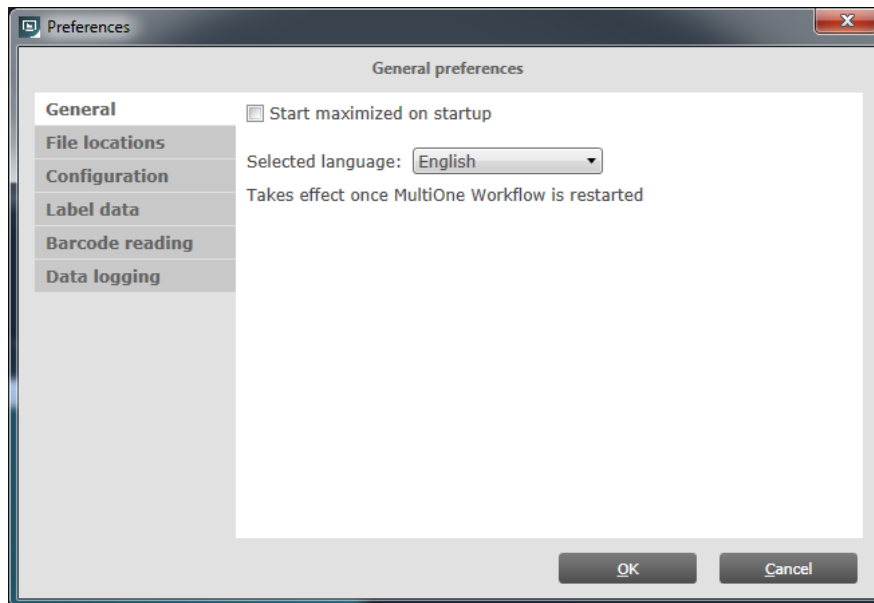 Preferences
General preferences
General
File locations
Configuration
Label data
Barcode reading
Data logging
Start maximized on startup
Selected language: English
Takes effect once MultiOne Workflow is restarted
OK Cancel